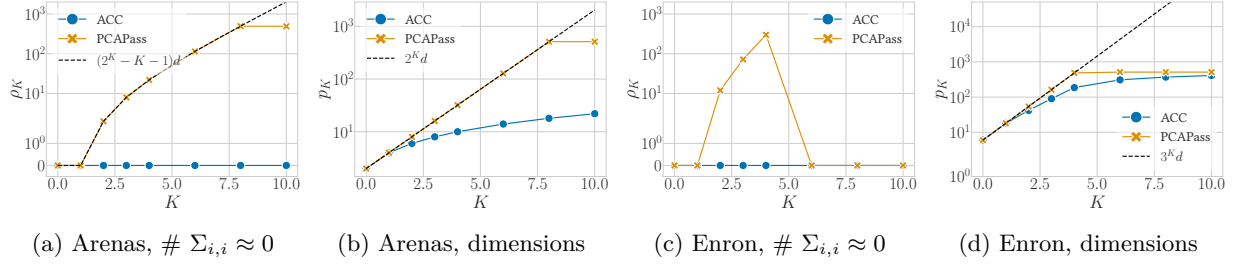 10³
10²
10¹
10⁰
0
ρ_K
ACC
PCAPass
(2^K − K − 1)d
0.0 2.5 5.0 7.5 10.0
K
(a) Arenas, # Σ_{i,i} ≈ 0
10³
10²
10¹
p_K
ACC
PCAPass
2^K d
0.0 2.5 5.0 7.5 10.0
K
(b) Arenas, dimensions
10³
10²
10¹
10⁰
0
ρ_K
ACC
PCAPass
0.0 2.5 5.0 7.5 10.0
K
(c) Enron, # Σ_{i,i} ≈ 0
10⁴
10³
10²
10¹
10⁰
p_K
ACC
PCAPass
3^K d
0.0 2.5 5.0 7.5 10.0
K
(d) Enron, dimensions